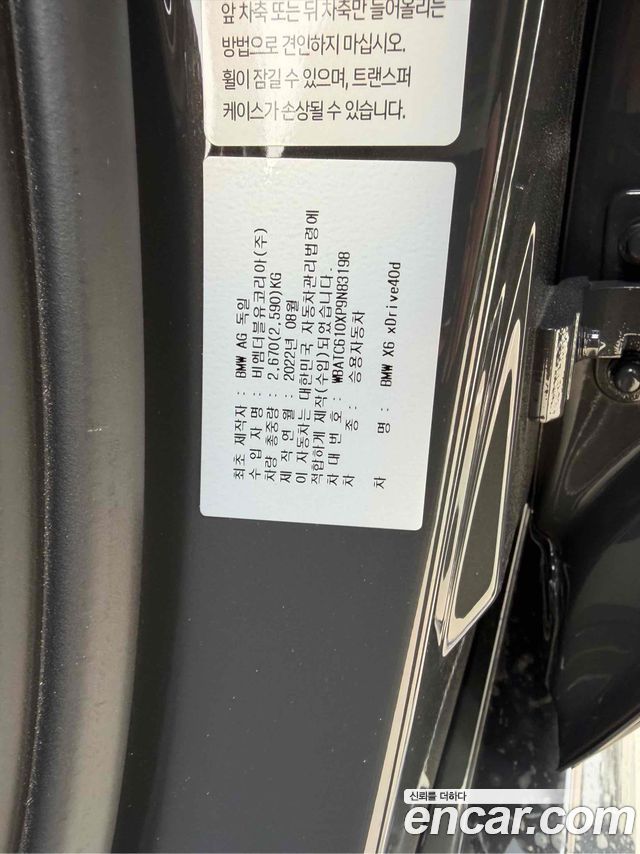 앞 차축 또는 뒤 차축만 들어올리는
방법으로 견인하지 마십시오.
휠이 잠길 수 있으며, 트랜스퍼
케이스가 손상될 수 있습니다.
최초 제작자 : BMW AG 독일
수 입 자 명 : 비엠더블유코리아(주)
차량 총중량 : 2,670(2,590)KG
제 작 연 월 : 2022년 08월
이 자동차는 대한민국 자동차관리법령에
적합하게 제작(수입)되었습니다.
차 대 번 호 : WBATC610XP9N83198
차 종 : 승용자동차
차 명 : BMW X6 xDrive40d
신뢰를 더하다
encar.com